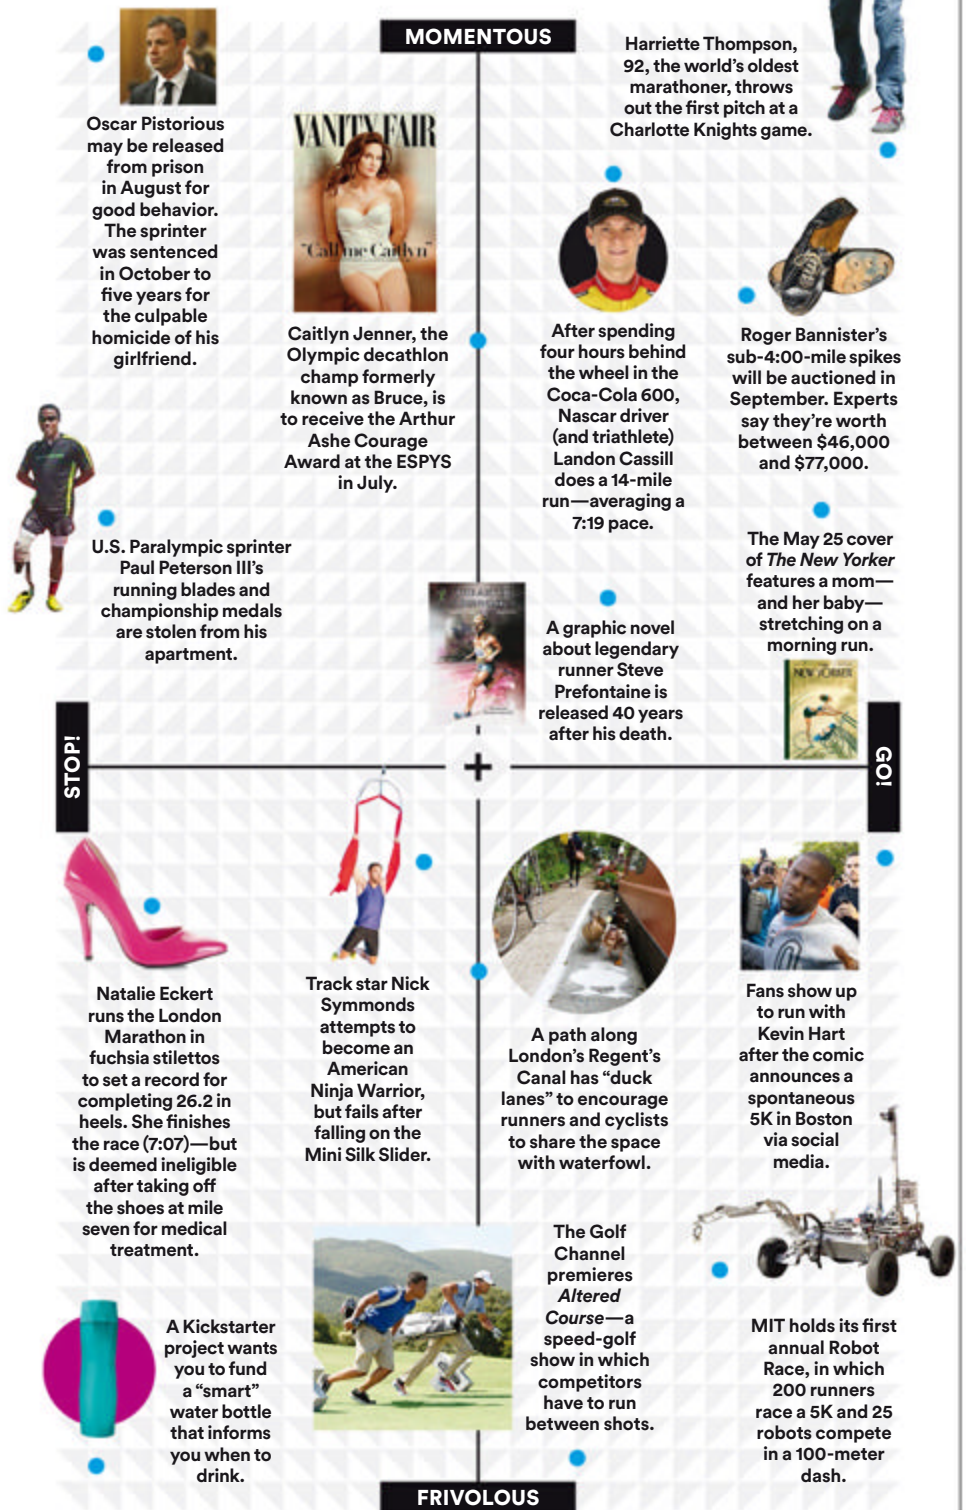 MOMENTOUS
Oscar Pistorious
may be released
from prison
in August for
good behavior.
The sprinter
was sentenced
in October to
five years for
the culpable
homicide of his
girlfriend.
VANITY FAIR
"Call me Caitlyn"
Caitlyn Jenner, the
Olympic decathlon
champ formerly
known as Bruce, is
to receive the Arthur
Ashe Courage
Award at the ESPYS
in July.
Harriette Thompson,
92, the world's oldest
marathoner, throws
out the first pitch at a
Charlotte Knights game.
After spending
four hours behind
the wheel in the
Coca-Cola 600,
Nascar driver
(and triathlete)
Landon Cassill
does a 14-mile
run—averaging a
7:19 pace.
Roger Bannister's
sub-4:00-mile spikes
will be auctioned in
September. Experts
say they're worth
between $46,000
and $77,000.
U.S. Paralympic sprinter
Paul Peterson III's
running blades and
championship medals
are stolen from his
apartment.
A graphic novel
about legendary
runner Steve
Prefontaine is
released 40 years
after his death.
The May 25 cover
of The New Yorker
features a mom—
and her baby—
stretching on a
morning run.
NEW YORKER
STOP!
GO!
Natalie Eckert
runs the London
Marathon in
fuchsia stilettos
to set a record for
completing 26.2 in
heels. She finishes
the race (7:07)—but
is deemed ineligible
after taking off
the shoes at mile
seven for medical
treatment.
Track star Nick
Symmonds
attempts to
become an
American
Ninja Warrior,
but fails after
falling on the
Mini Silk Slider.
A path along
London's Regent's
Canal has "duck
lanes" to encourage
runners and cyclists
to share the space
with waterfowl.
Fans show up
to run with
Kevin Hart
after the comic
announces a
spontaneous
5K in Boston
via social
media.
A Kickstarter
project wants
you to fund
a "smart"
water bottle
that informs
you when to
drink.
The Golf
Channel
premieres
Altered
Course—a
speed-golf
show in which
competitors
have to run
between shots.
MIT holds its first
annual Robot
Race, in which
200 runners
race a 5K and 25
robots compete
in a 100-meter
dash.
FRIVOLOUS